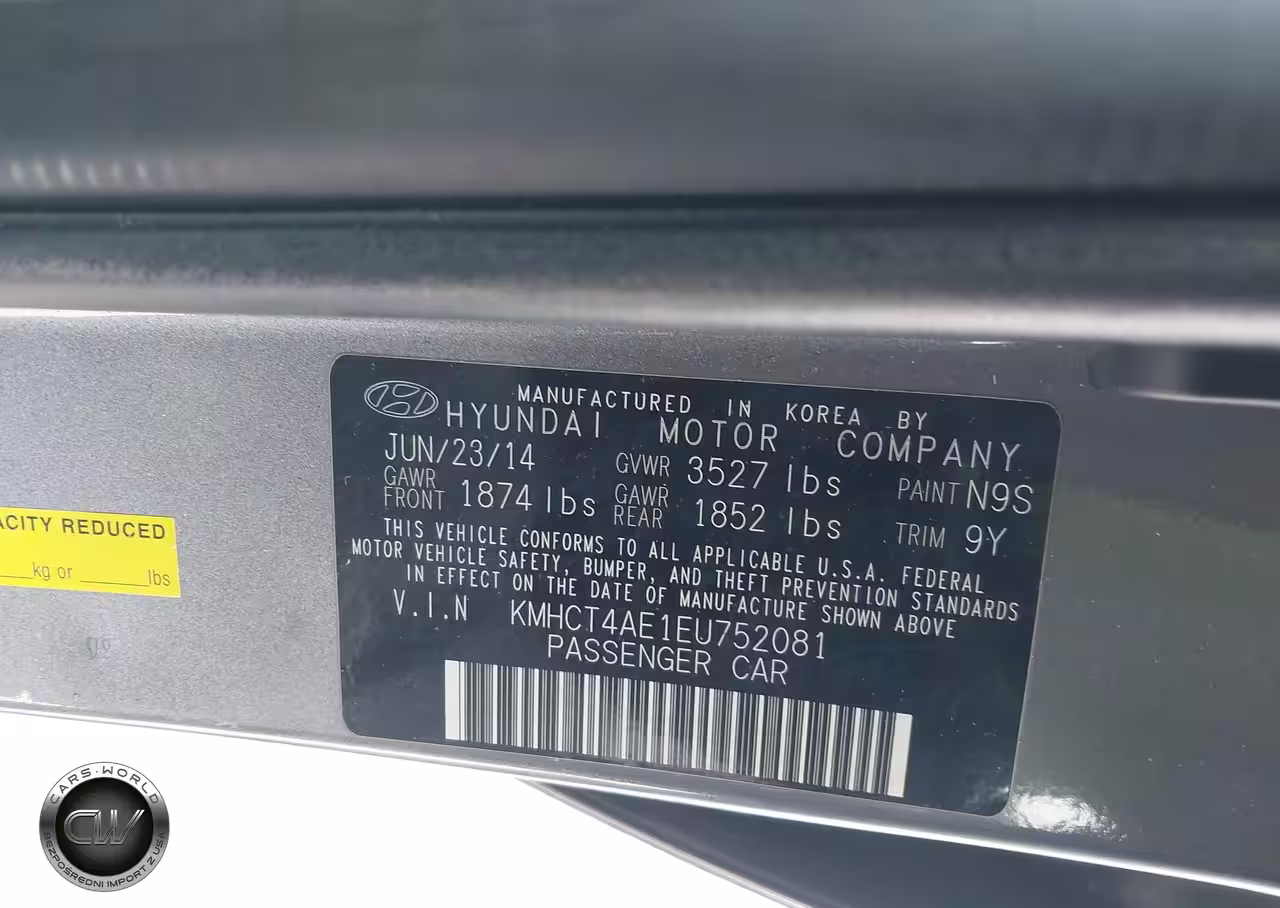 MANUFACTURED IN KOREA BY
HYUNDAI MOTOR COMPANY
JUN/23/14 GVWR 3527 lbs PAINT N9S
GAWR FRONT 1874 lbs GAWR REAR 1852 lbs TRIM 9Y
THIS VEHICLE CONFORMS TO ALL APPLICABLE U.S.A. FEDERAL
MOTOR VEHICLE SAFETY, BUMPER, AND THEFT PREVENTION STANDARDS
IN EFFECT ON THE DATE OF MANUFACTURE SHOWN ABOVE
V.I.N KMHCT4AE1EU752081
PASSENGER CAR
ACITY REDUCED
kg or lbs
CARS·WORLD
CW
BEZPOŚREDNI IMPORT Z USA